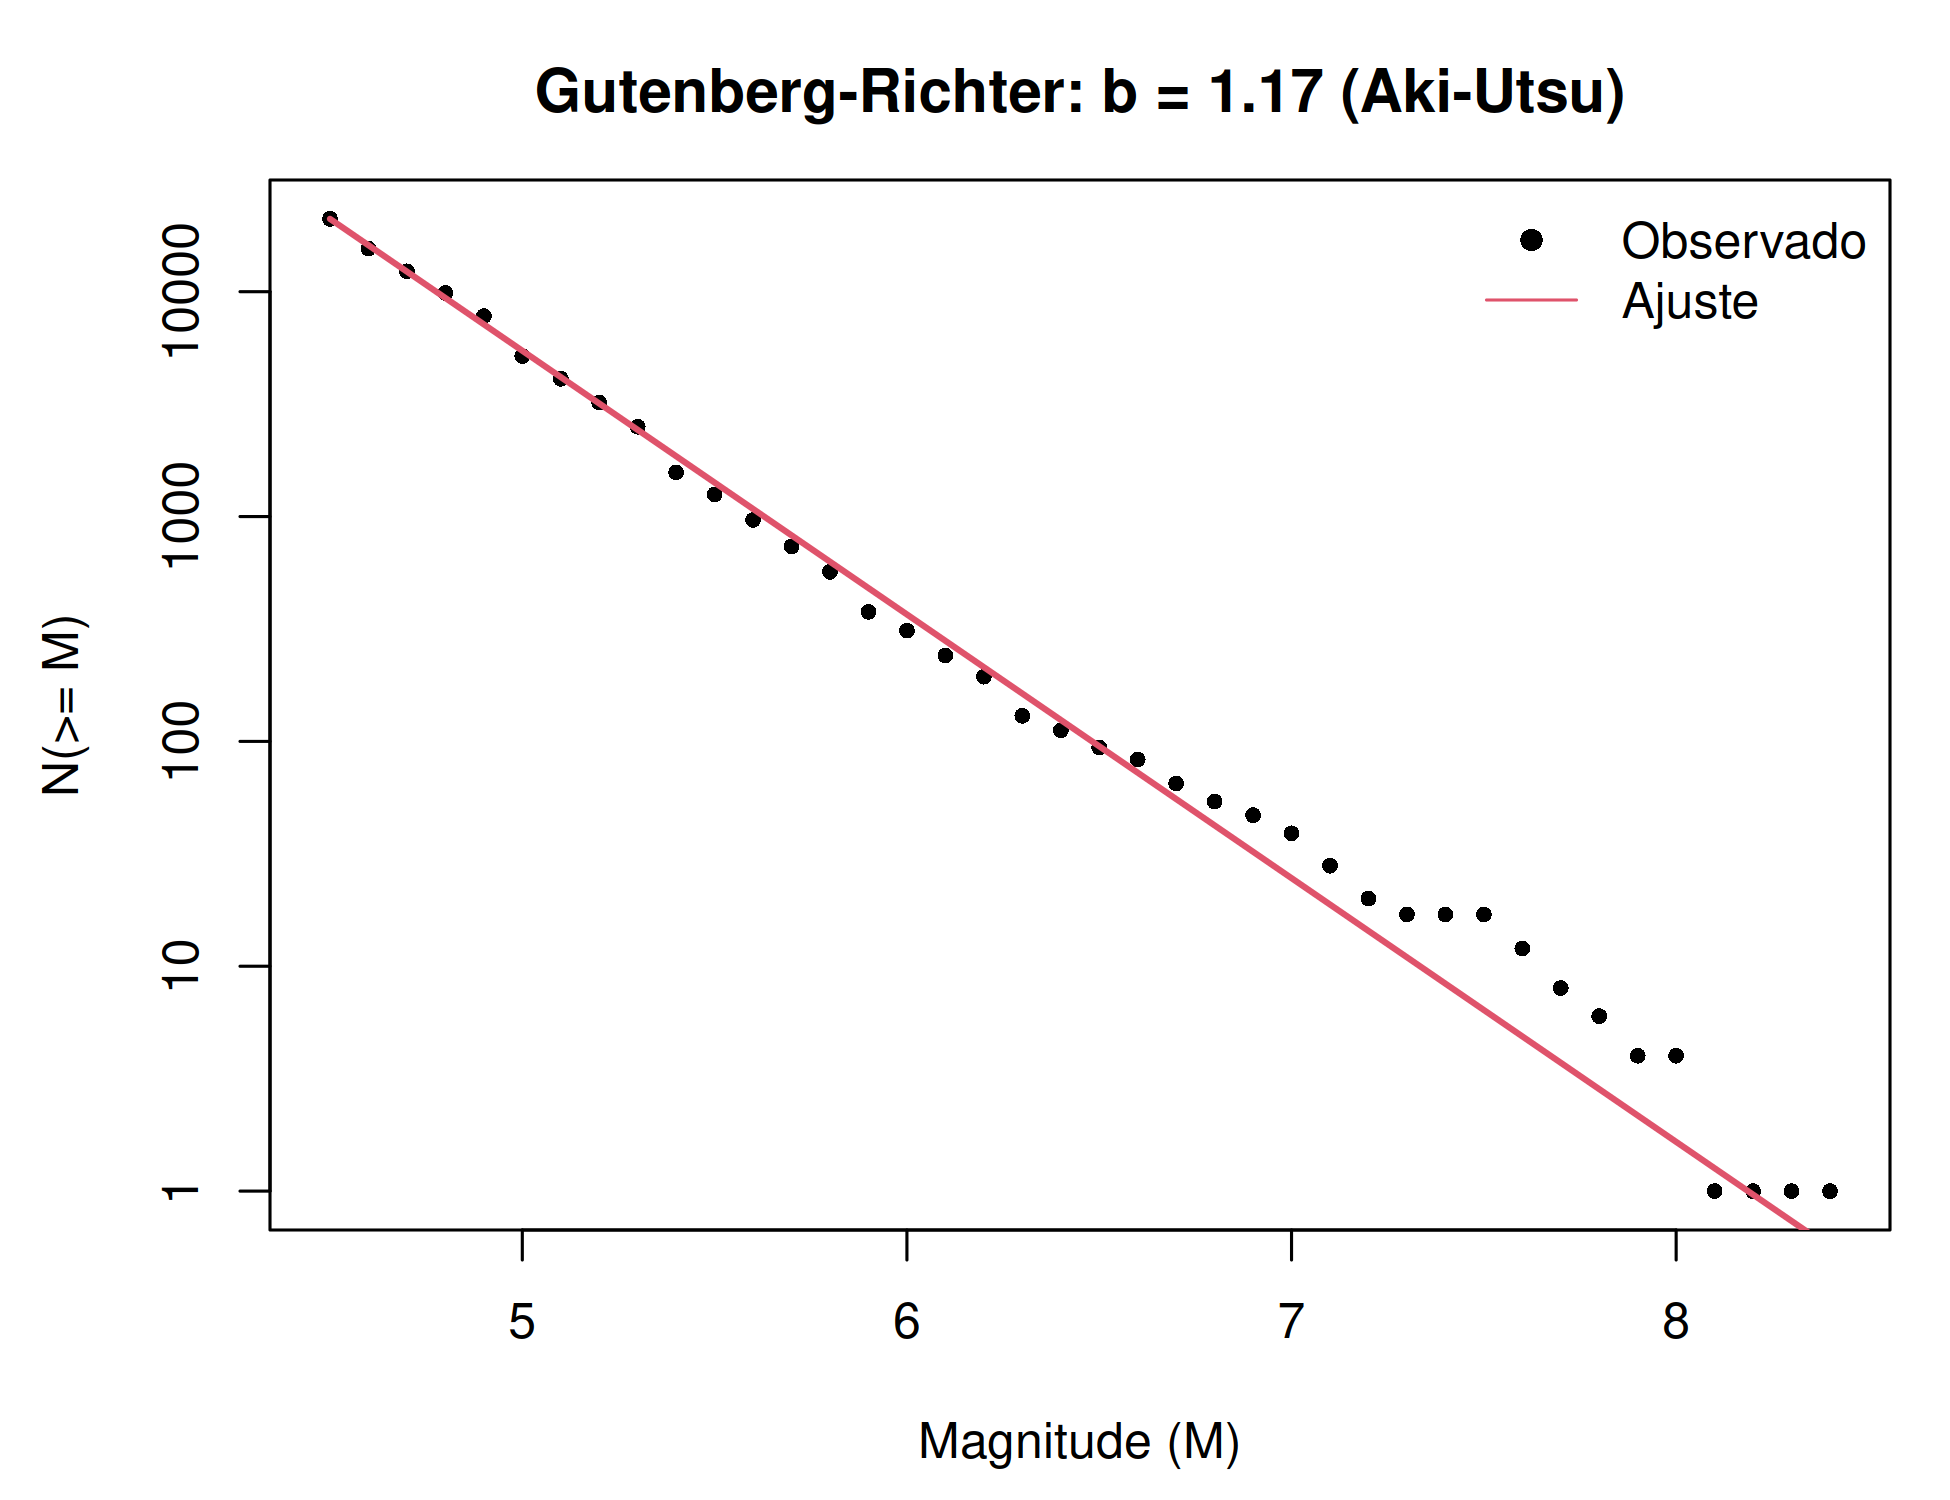 Gutenberg-Richter: b = 1.17 (Aki-Utsu)
Observado
Ajuste
N(>= M)
10000
1000
100
10
1
5 6 7 8
Magnitude (M)